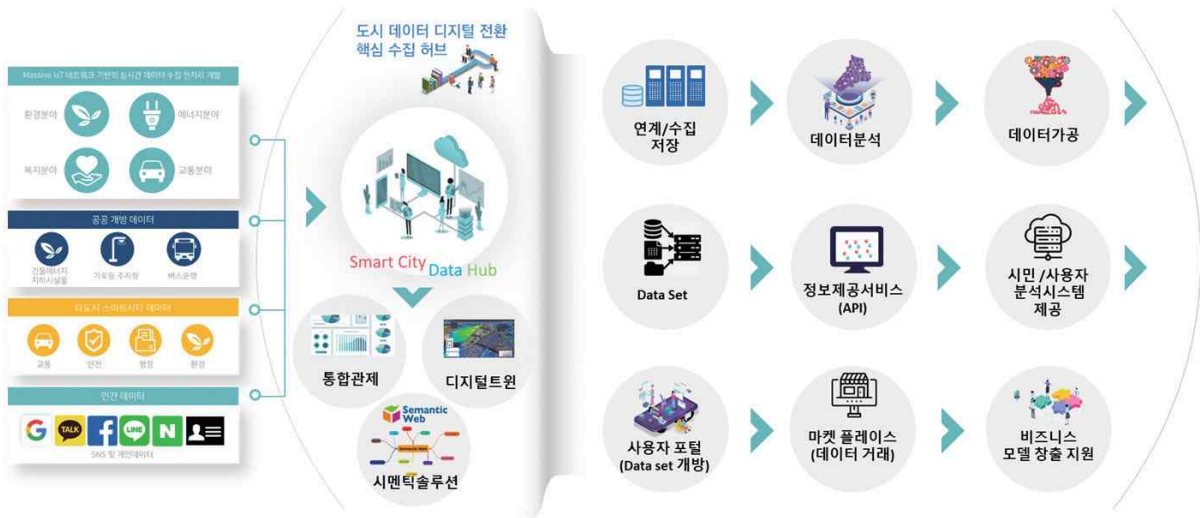 Massive IoT 네트워크 기반의 실시간 데이터 수집 전처리 개발
환경분야
에너지분야
복지분야
교통분야
공공 개방 데이터
건물에너지
지하시설물
가로등 주차장
버스운행
타도시 스마트시티 데이터
교통
안전
행정
환경
민간 데이터
G
TALK
f
LINE
N
SNS 및 개인데이터
도시 데이터 디지털 전환
핵심 수집 허브
Smart City Data Hub
통합관제
디지털트윈
Semantic
Web
Semantic Web
시멘틱솔루션
연계/수집
저장
데이터분석
데이터가공
Data Set
정보제공서비스
(API)
시민/사용자
분석시스템
제공
사용자 포털
(Data set 개방)
마켓 플레이스
(데이터 거래)
비즈니스
모델 창출 지원